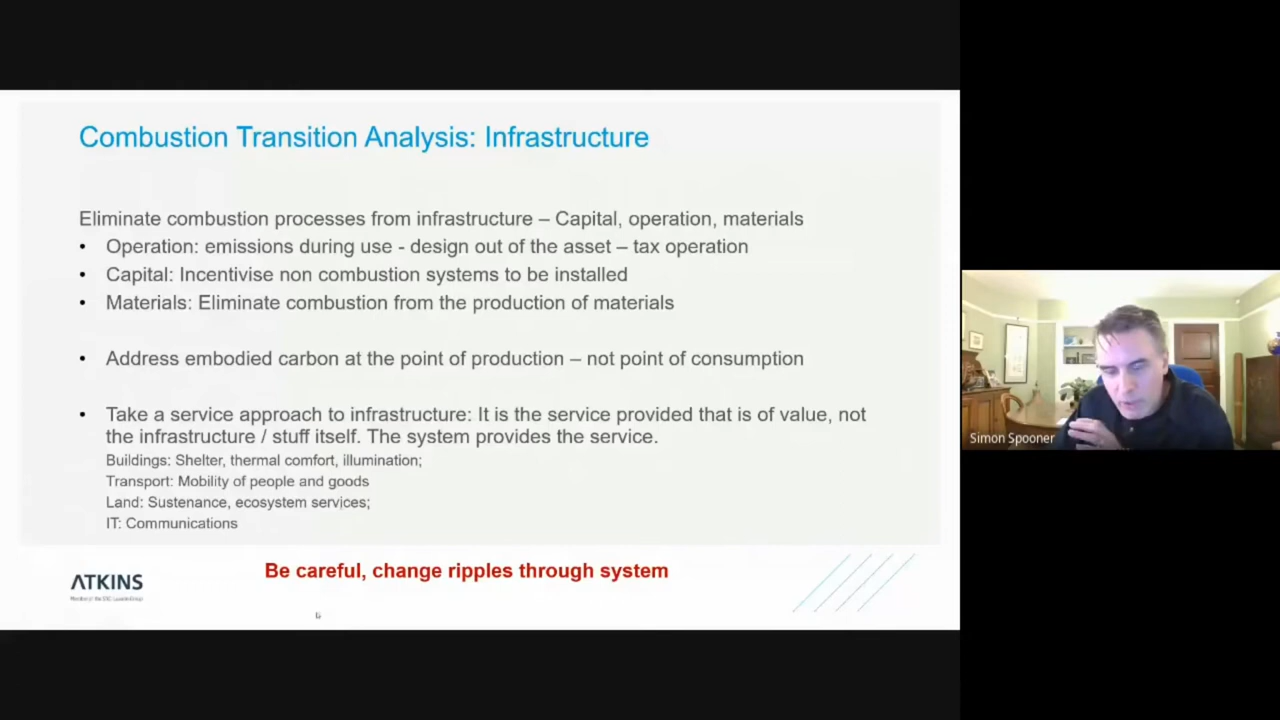 Combustion Transition Analysis: Infrastructure
Eliminate combustion processes from infrastructure – Capital, operation, materials
• Operation: emissions during use - design out of the asset – tax operation
• Capital: Incentivise non combustion systems to be installed
• Materials: Eliminate combustion from the production of materials
• Address embodied carbon at the point of production – not point of consumption
• Take a service approach to infrastructure: It is the service provided that is of value, not
the infrastructure / stuff itself. The system provides the service.
Buildings: Shelter, thermal comfort, illumination;
Transport: Mobility of people and goods
Land: Sustenance, ecosystem services;
IT: Communications
Be careful, change ripples through system
ATKINS
Simon Spooner